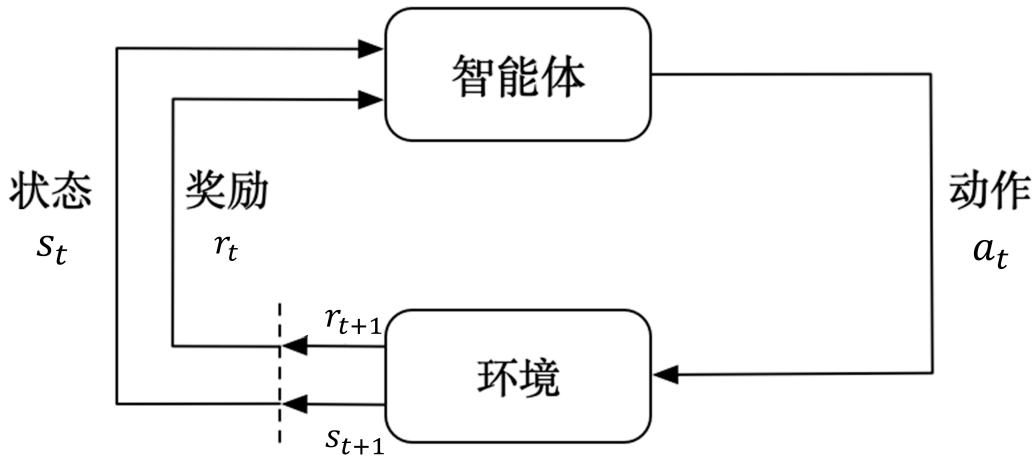 智能体
状态
s_t
奖励
r_t
动作
a_t
r_{t+1}
环境
s_{t+1}